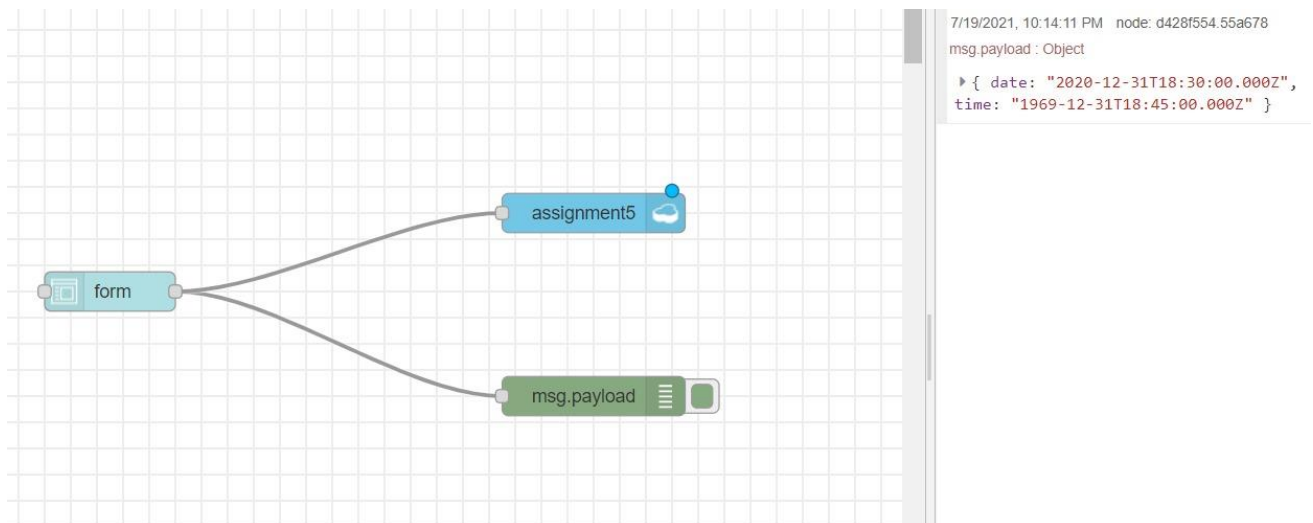 7/19/2021, 10:14:11 PM node: d428f554.55a678
msg.payload : Object
{ date: "2020-12-31T18:30:00.000Z",
time: "1969-12-31T18:45:00.000Z" }
assignment5
form
msg.payload